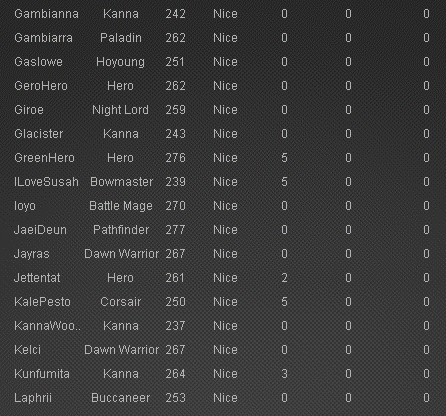 Gambianna Kanna 242 Nice 0 0 0
Gambiarra Paladin 262 Nice 0 0 0
Gaslowe Hoyoung 251 Nice 0 0 0
GeroHero Hero 262 Nice 0 0 0
Giroe Night Lord 259 Nice 0 0 0
Glacister Kanna 243 Nice 0 0 0
GreenHero Hero 276 Nice 5 0 0
ILoveSusah Bowmaster 239 Nice 5 0 0
Ioyo Battle Mage 270 Nice 0 0 0
JaeiDeun Pathfinder 277 Nice 0 0 0
Jayras Dawn Warrior 267 Nice 0 0 0
Jettentat Hero 261 Nice 2 0 0
KalePesto Corsair 250 Nice 5 0 0
KannaWoo.. Kanna 237 Nice 0 0 0
Kelci Dawn Warrior 267 Nice 0 0 0
Kunfumita Kanna 264 Nice 3 0 0
Laphrii Buccaneer 253 Nice 0 0 0